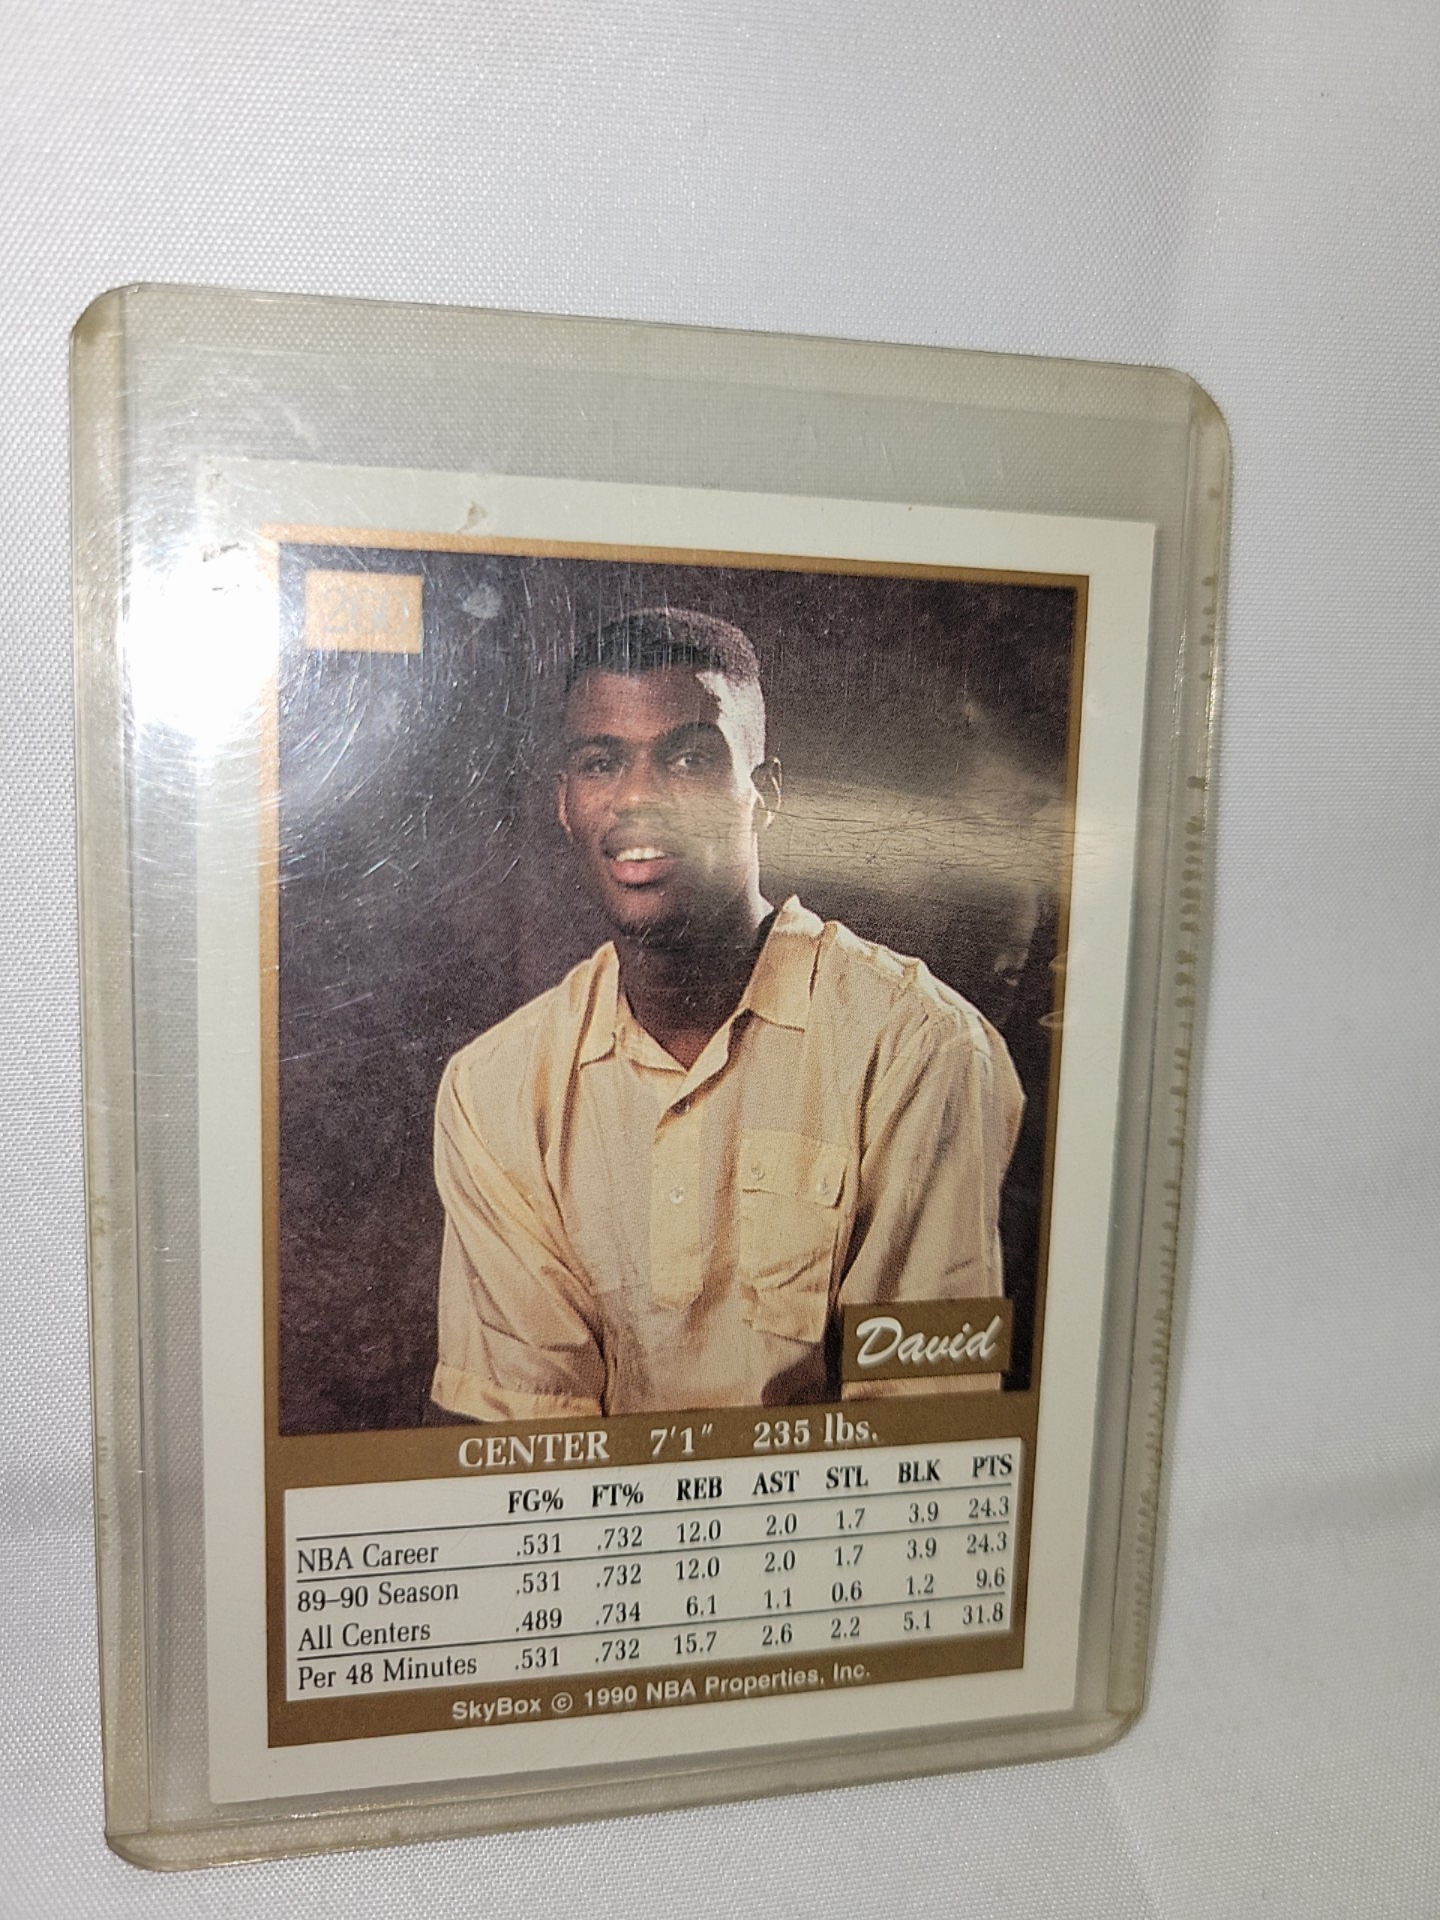 260
David
CENTER 7'1" 235 lbs.
FG% FT% REB AST STL BLK PTS
NBA Career .531 .732 12.0 2.0 1.7 3.9 24.3
89–90 Season .531 .732 12.0 2.0 1.7 3.9 24.3
All Centers .489 .734 6.1 1.1 0.6 1.2 9.6
Per 48 Minutes .531 .732 15.7 2.6 2.2 5.1 31.8
SkyBox © 1990 NBA Properties, Inc.